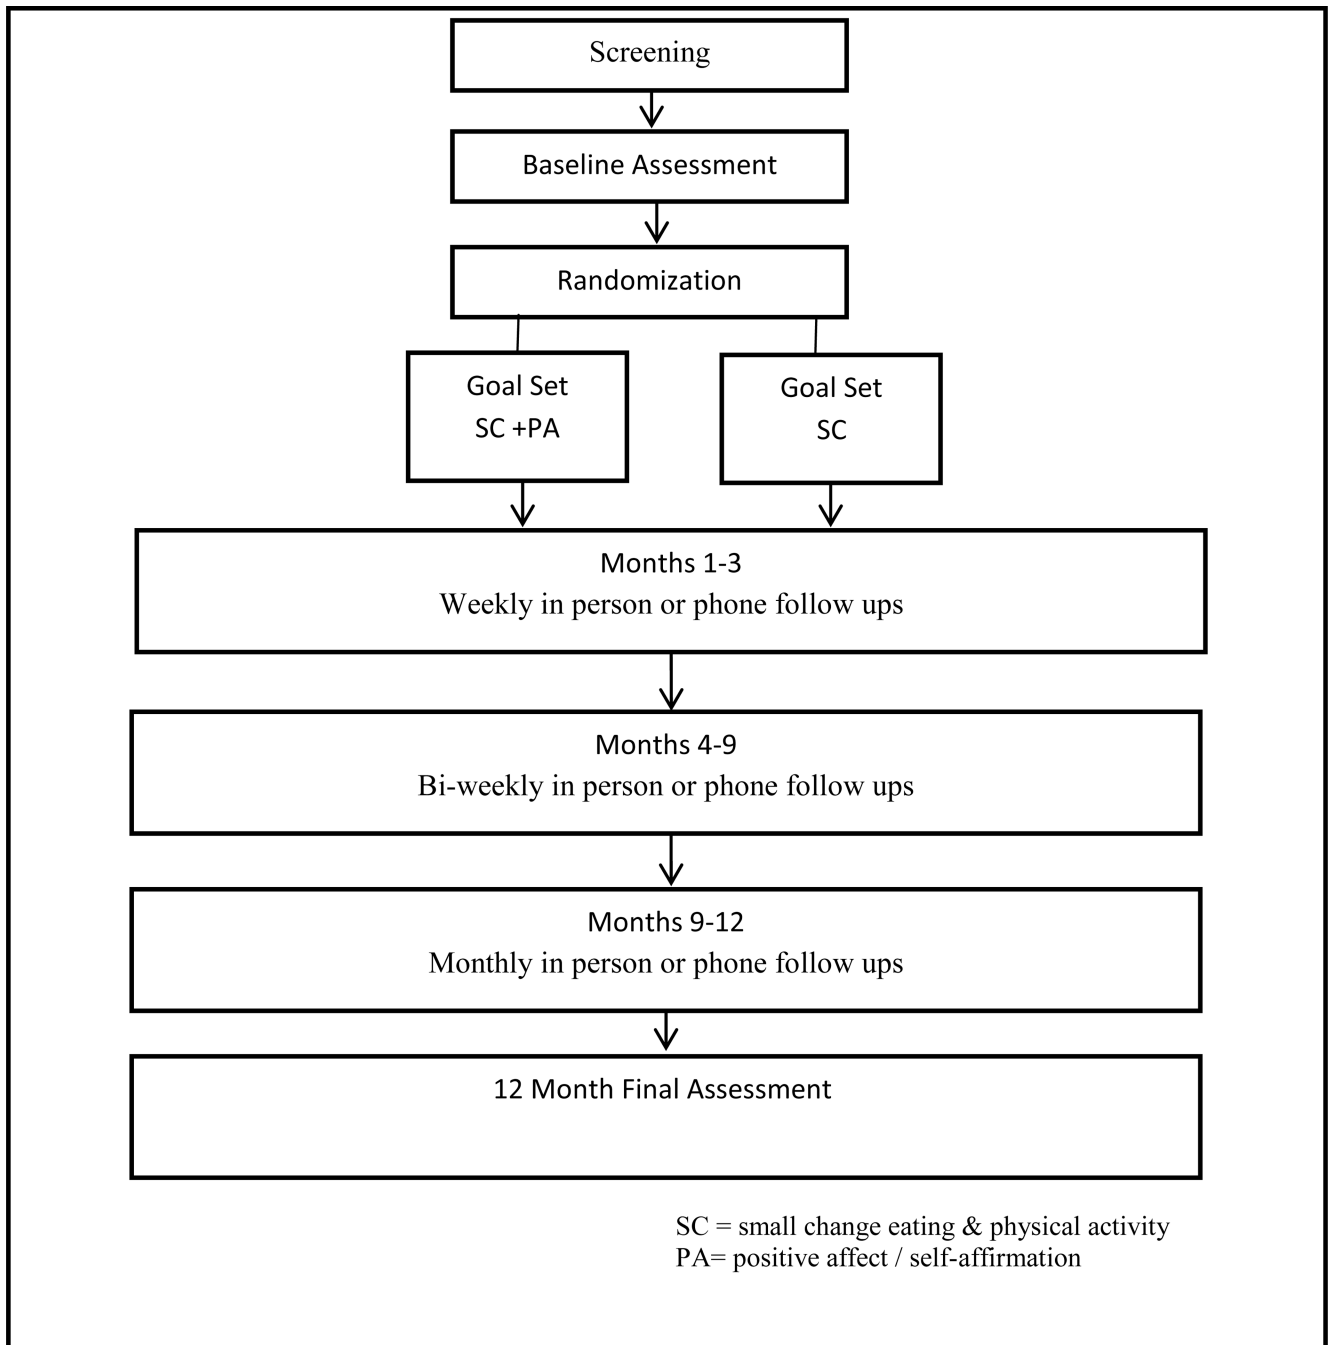 Screening
Baseline Assessment
Randomization
Goal Set
SC +PA
Goal Set
SC
Months 1-3
Weekly in person or phone follow ups
Months 4-9
Bi-weekly in person or phone follow ups
Months 9-12
Monthly in person or phone follow ups
12 Month Final Assessment
SC = small change eating & physical activity
PA= positive affect / self-affirmation